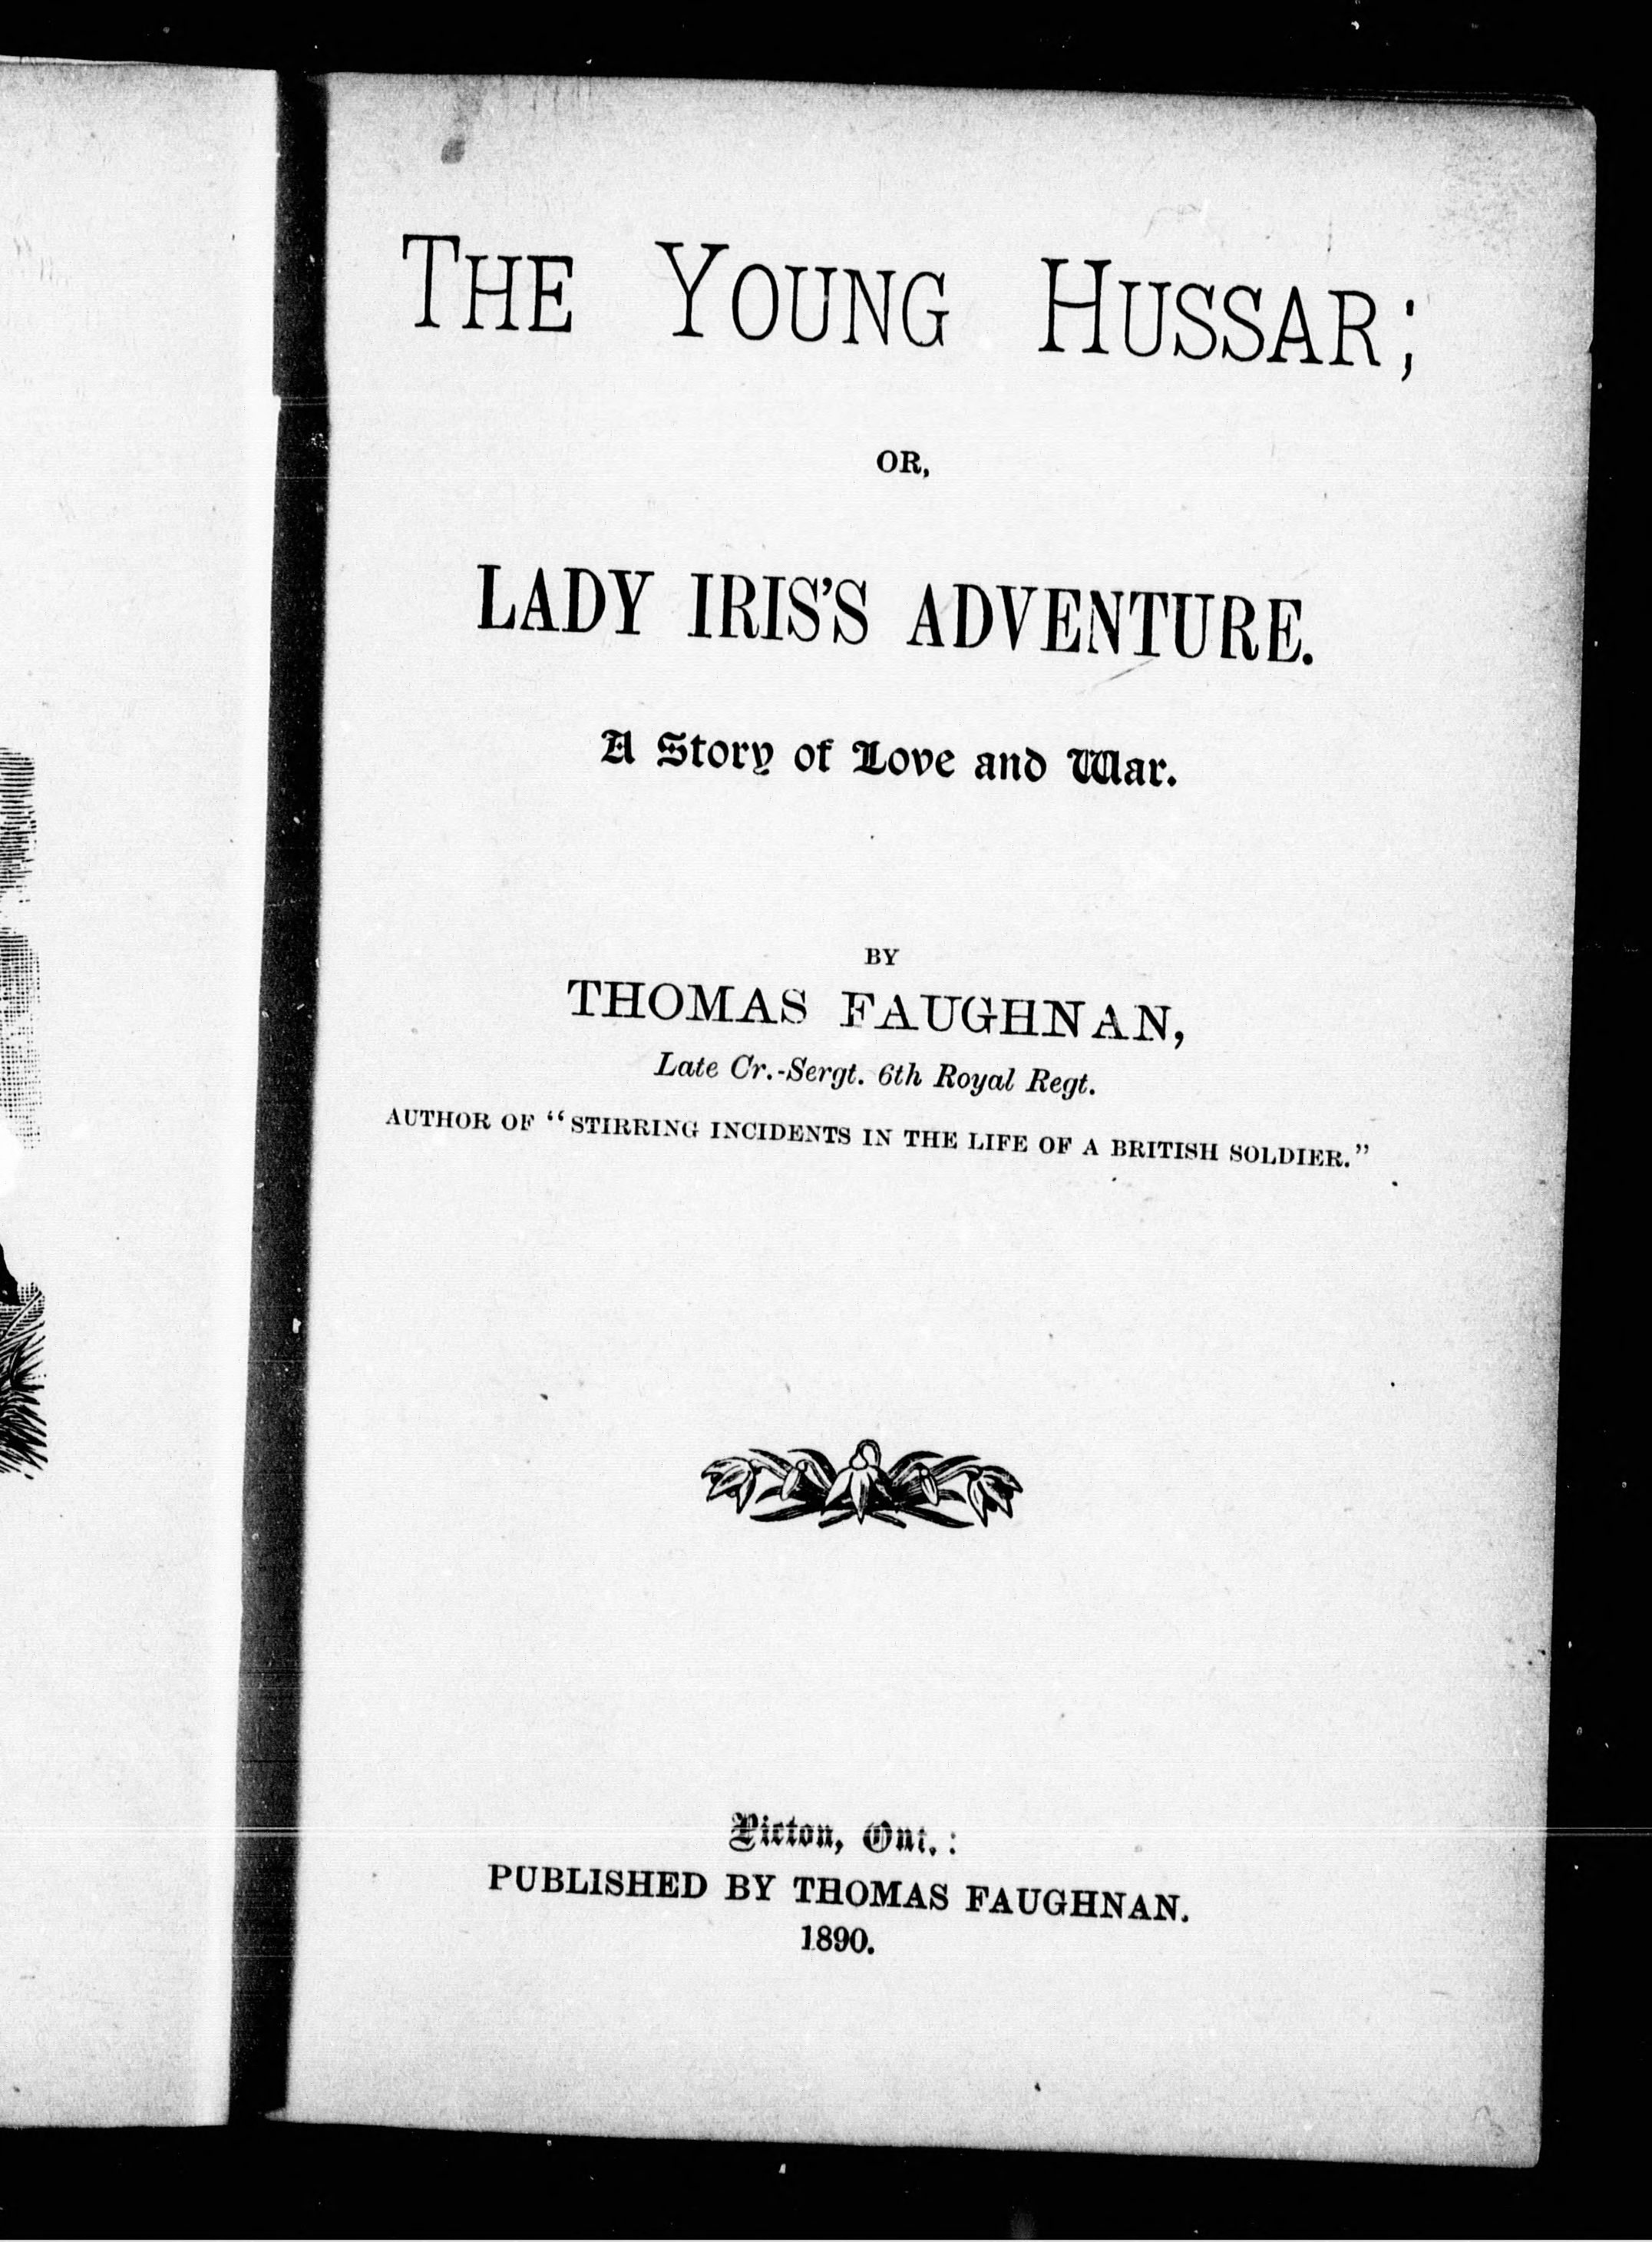 THE YOUNG HUSSAR;
OR,
LADY IRIS'S ADVENTURE.
A Story of Love and War.
BY
THOMAS FAUGHNAN,
Late Cr.-Sergt. 6th Royal Regt.
AUTHOR OF "STIRRING INCIDENTS IN THE LIFE OF A BRITISH SOLDIER."
Picton, Ont.:
PUBLISHED BY THOMAS FAUGHNAN.
1890.